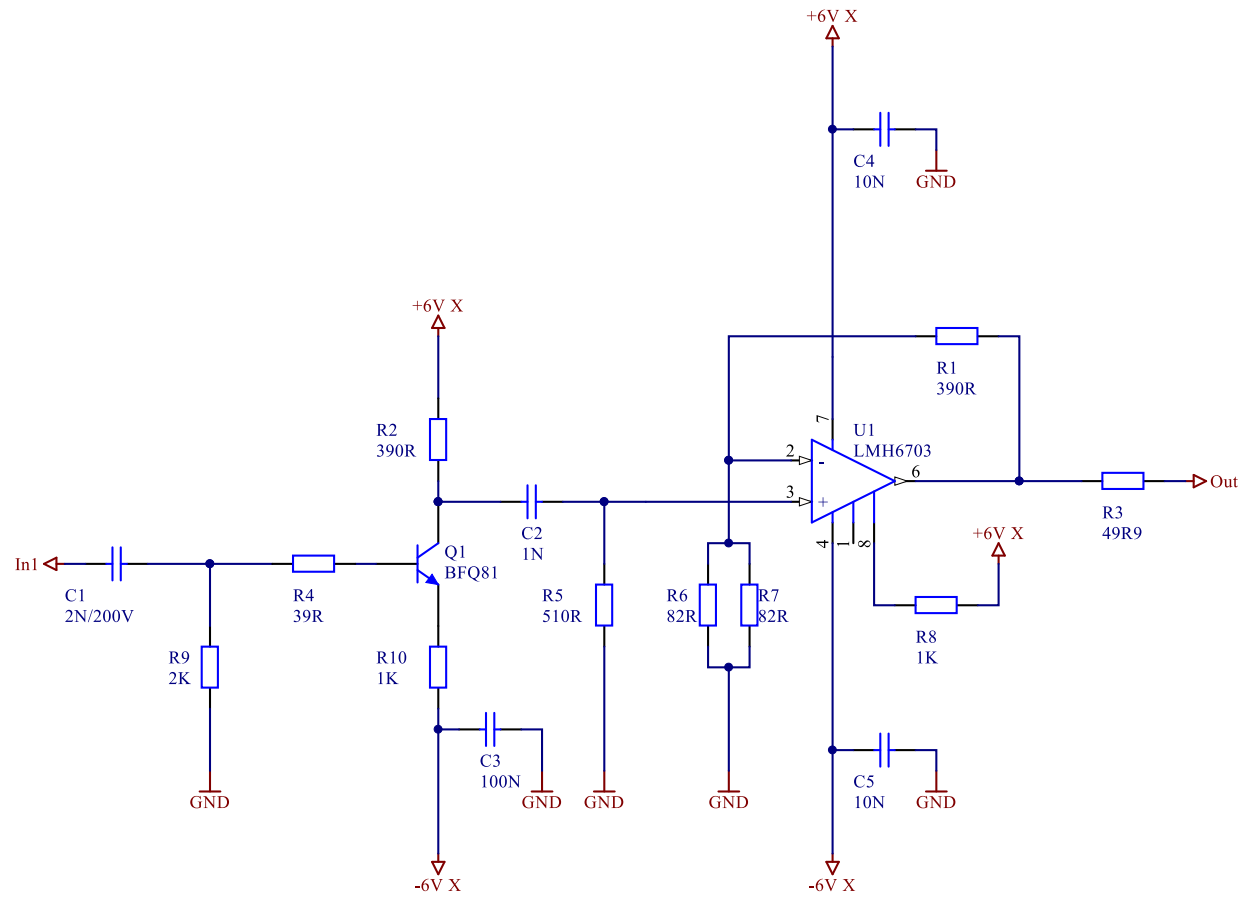 +6V X
C4
10N
GND
+6V X
R1
390R
R2
390R
7
U1
LMH6703
2
-
6
3
+
Out
R3
49R9
C2
1N
4
1
8
+6V X
In1
Q1
BFQ81
C1
2N/200V
R4
39R
R5
510R
R6
82R
R7
82R
R8
1K
R9
2K
R10
1K
C3
100N
C5
10N
GND
GND
GND
GND
GND
-6V X
-6V X